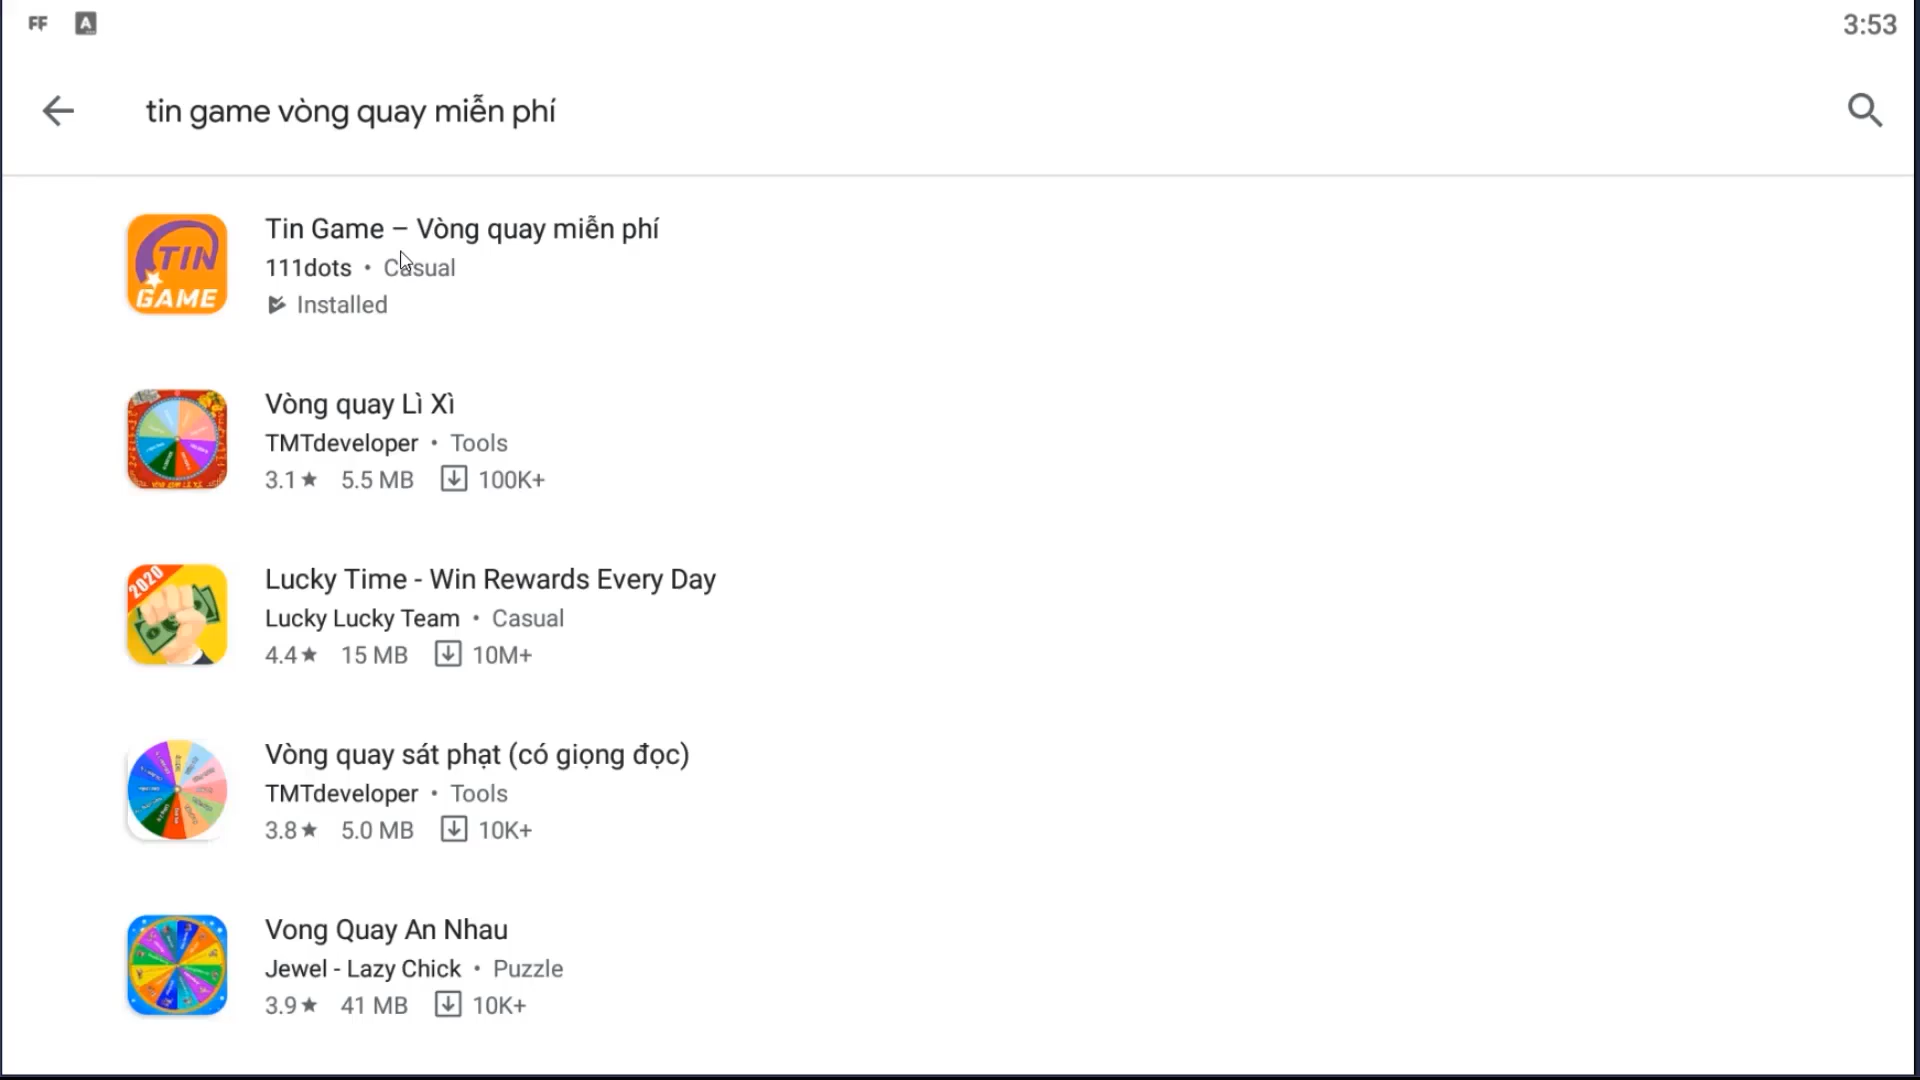 FF
A
3:53
tin game vòng quay miễn phí
TIN
GAME
Tin Game – Vòng quay miễn phí
111dots • Casual
Installed
Vòng quay Lì Xì
TMTdeveloper • Tools
3.1★ 5.5 MB 100K+
2020
Lucky Time - Win Rewards Every Day
Lucky Lucky Team • Casual
4.4★ 15 MB 10M+
Vòng quay sát phạt (có giọng đọc)
TMTdeveloper • Tools
3.8★ 5.0 MB 10K+
Vong Quay An Nhau
Jewel - Lazy Chick • Puzzle
3.9★ 41 MB 10K+